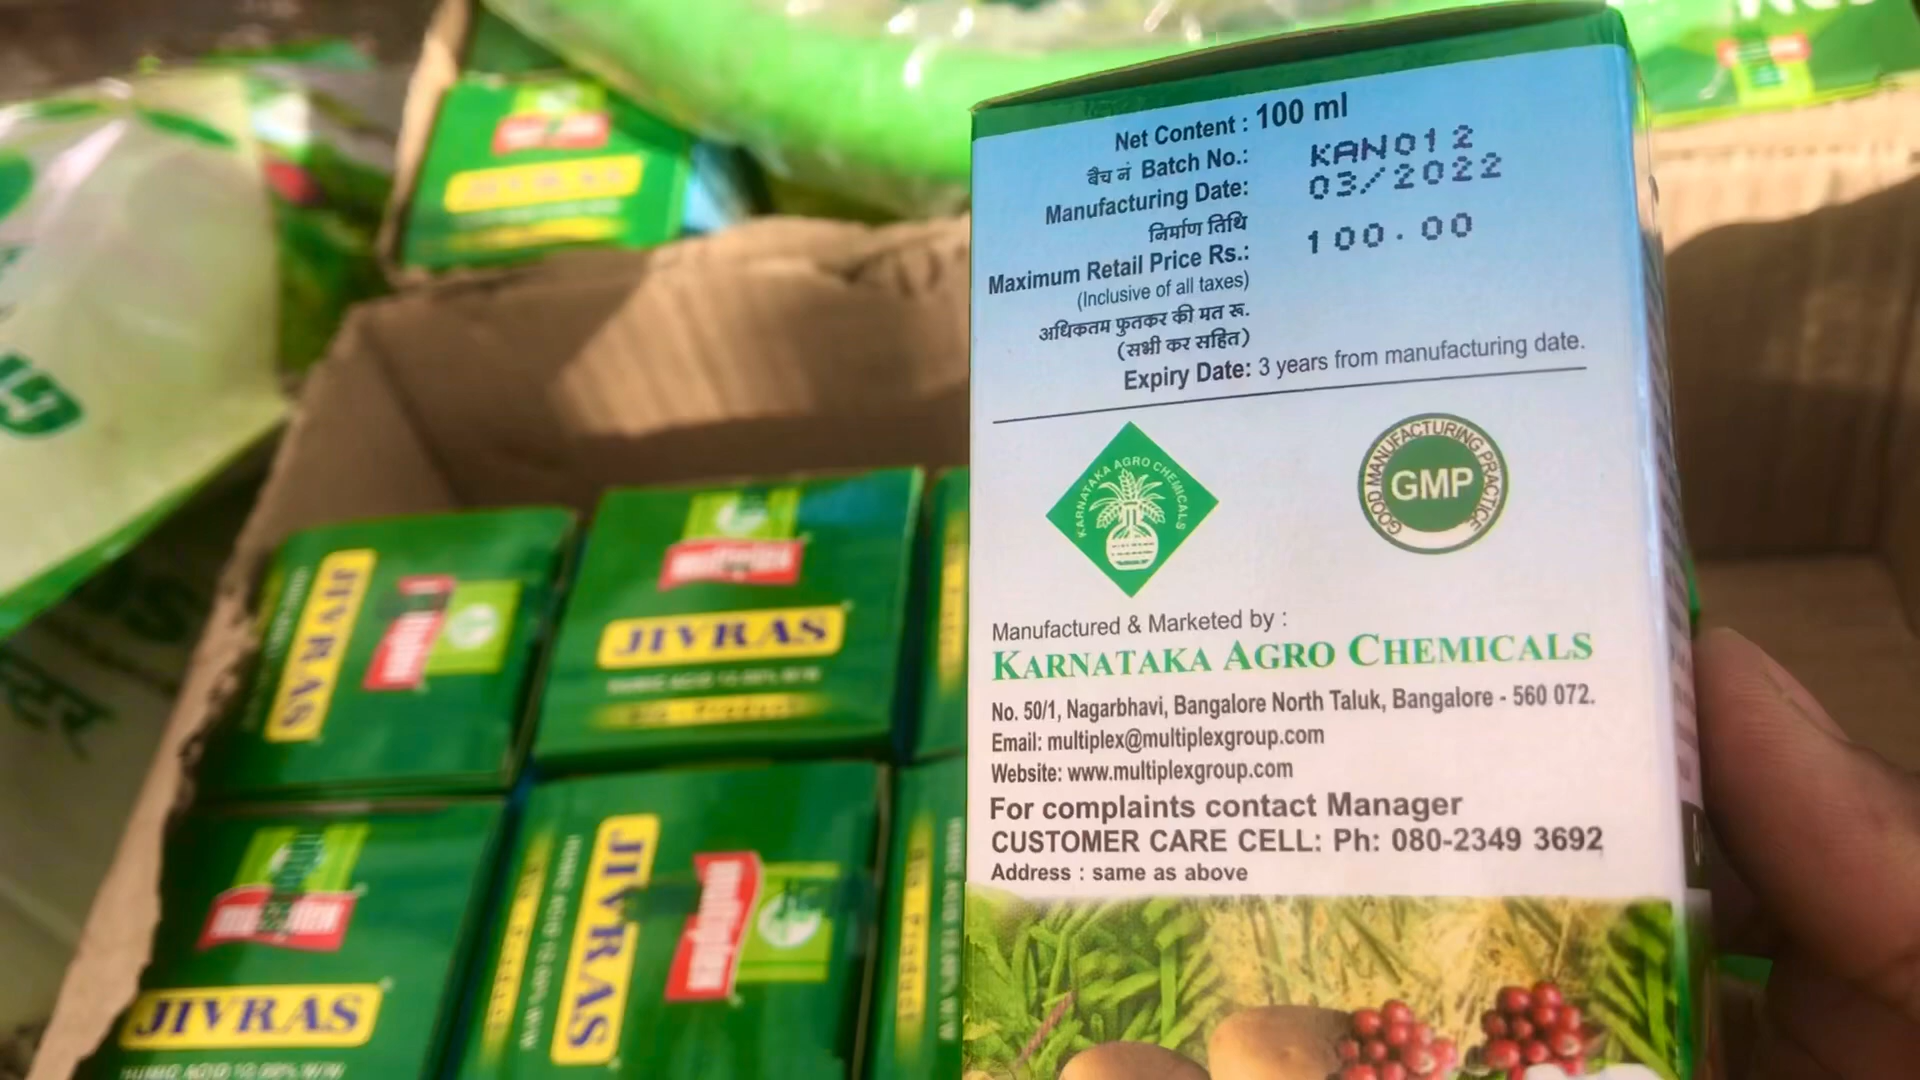 Net Content : 100 ml
बैच नं Batch No.: KAN012
Manufacturing Date: 03/2022
निर्माण तिथि
Maximum Retail Price Rs.: 100.00
(Inclusive of all taxes)
अधिकतम फुतकर की मत रू.
(सभी कर सहित)
Expiry Date: 3 years from manufacturing date.
KARNATAKA AGRO CHEMICALS
GOOD MANUFACTURING PRACTICE
GMP
Manufactured & Marketed by :
KARNATAKA AGRO CHEMICALS
No. 50/1, Nagarbhavi, Bangalore North Taluk, Bangalore - 560 072.
Email: multiplex@multiplexgroup.com
Website: www.multiplexgroup.com
For complaints contact Manager
CUSTOMER CARE CELL: Ph: 080-2349 3692
Address : same as above
JIVRAS
JIVRAS
multiplex
JIVRAS
JIVRAS
multiplex
JIVRAS